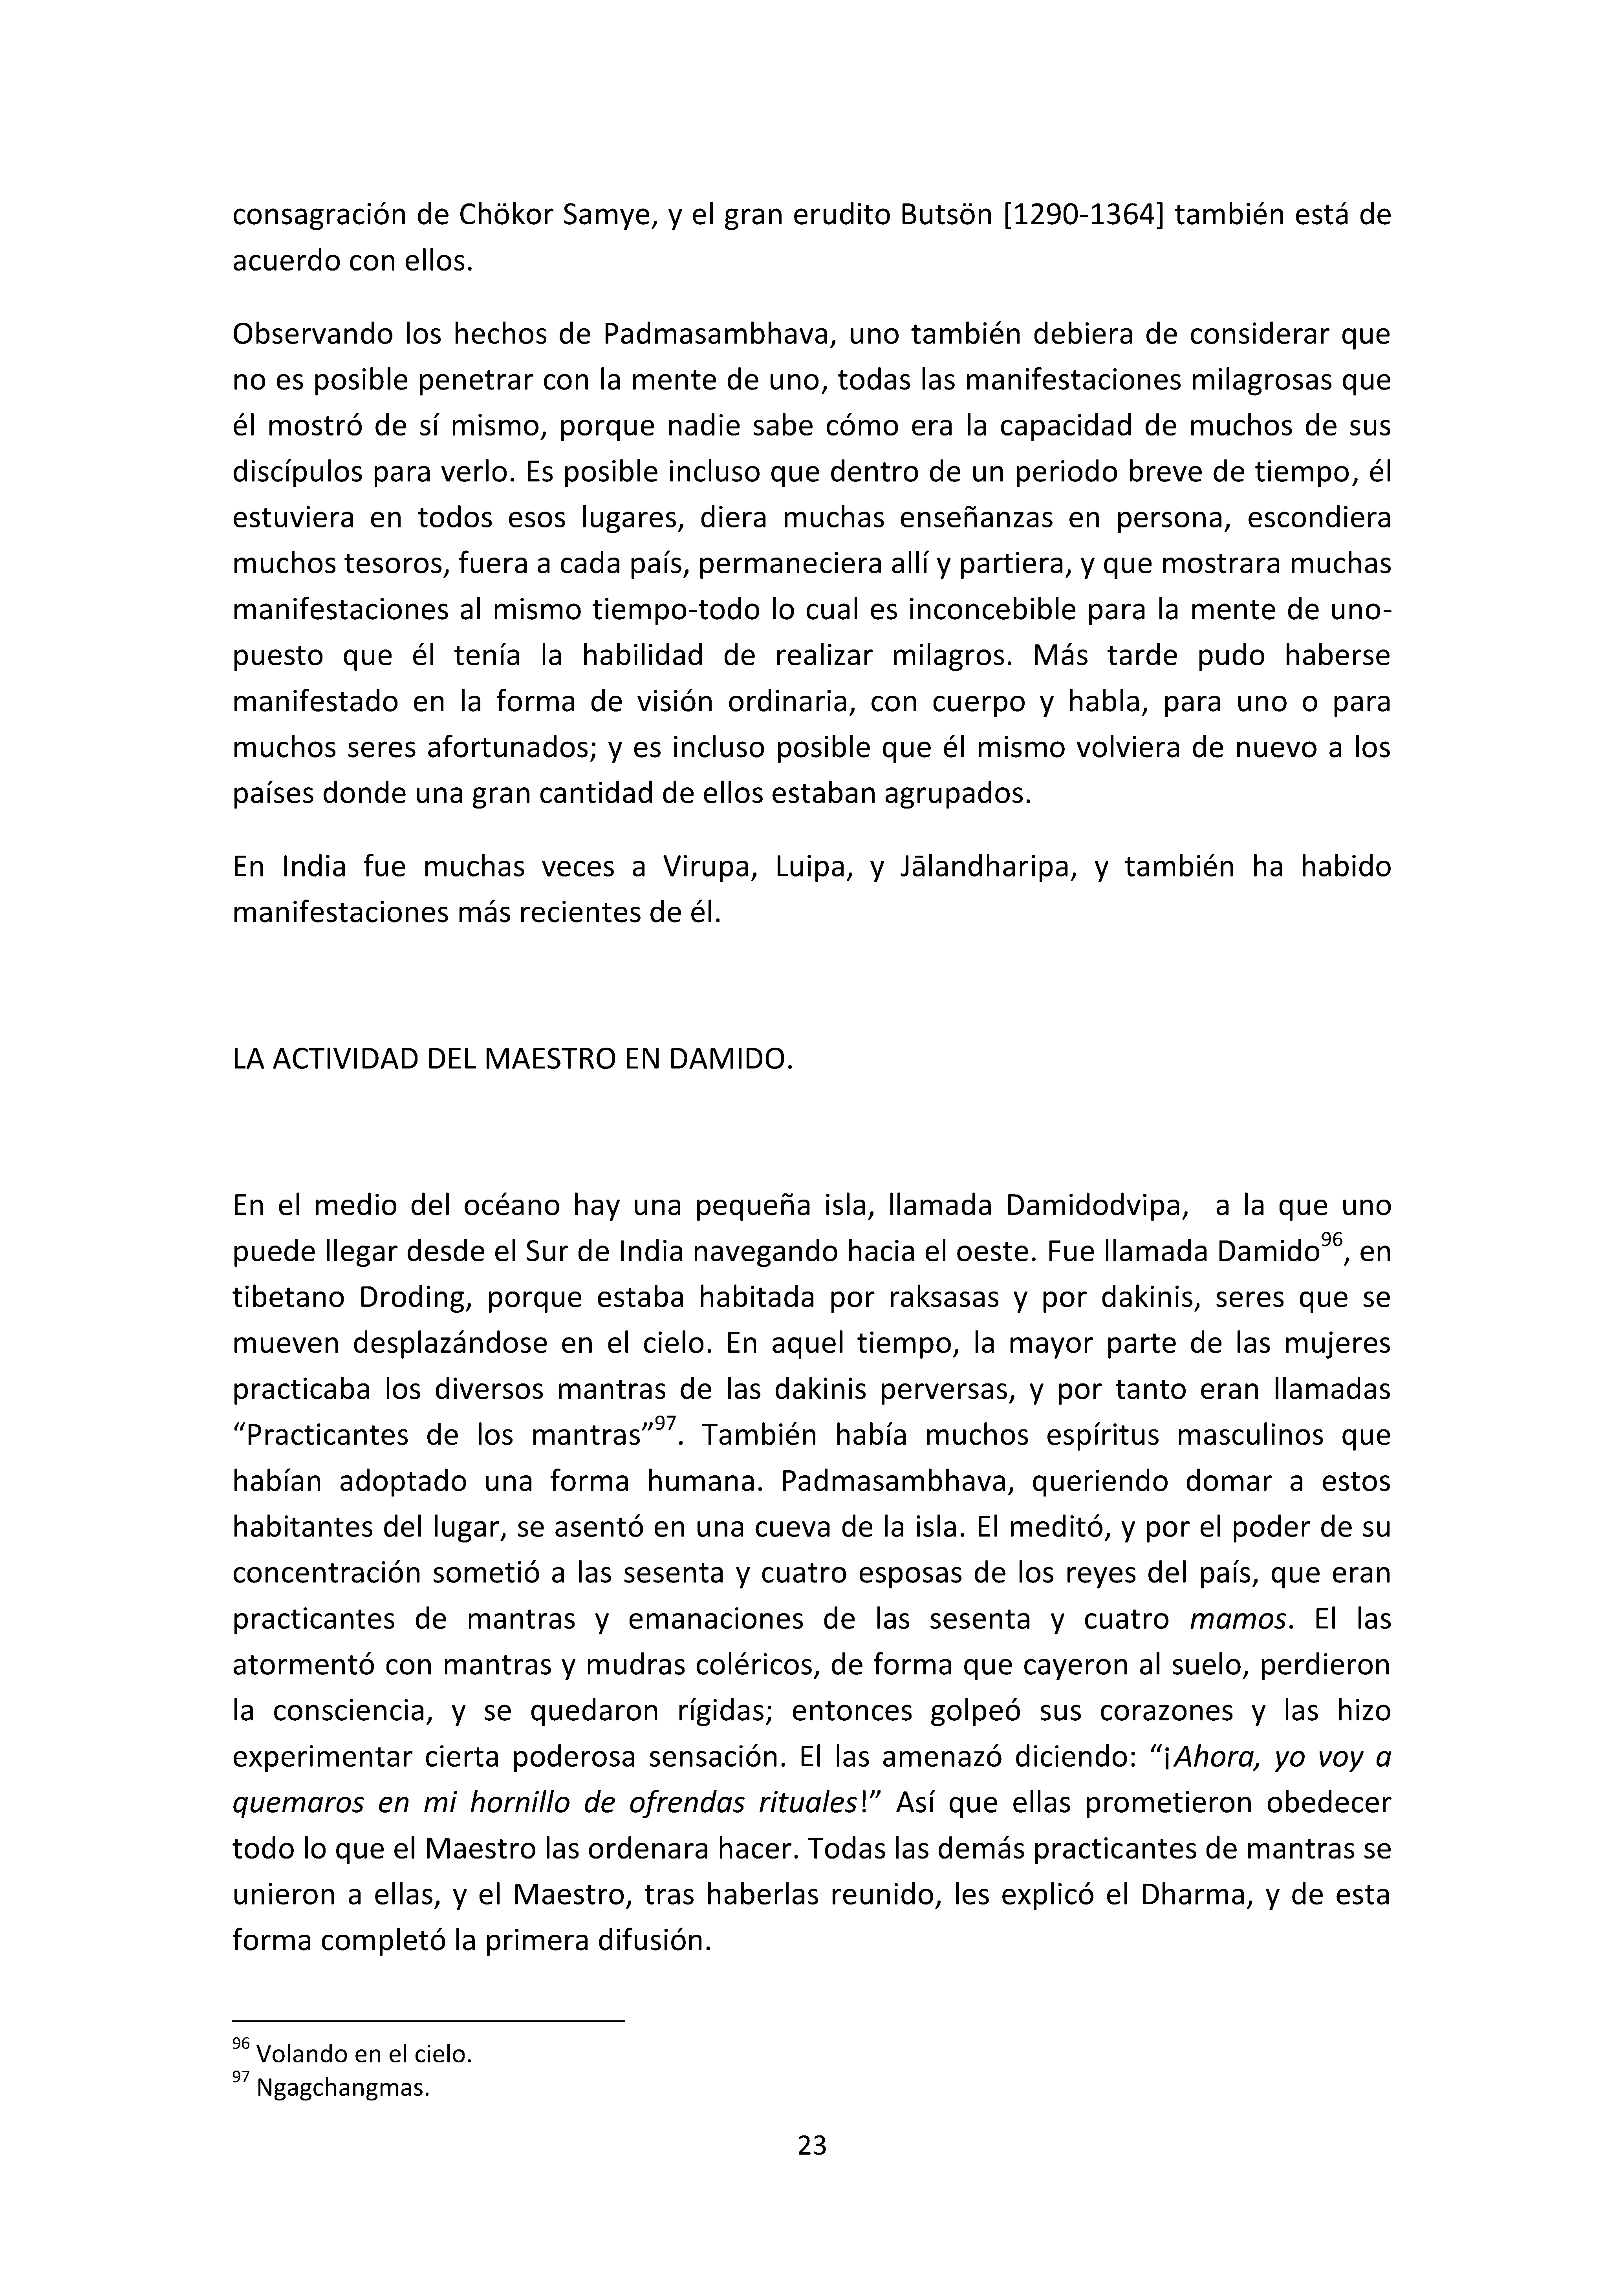 consagración de Chökor Samye, y el gran erudito Butsön [1290-1364] también está de
acuerdo con ellos.
Observando los hechos de Padmasambhava, uno también debiera de considerar que
no es posible penetrar con la mente de uno, todas las manifestaciones milagrosas que
él mostró de sí mismo, porque nadie sabe cómo era la capacidad de muchos de sus
discípulos para verlo. Es posible incluso que dentro de un periodo breve de tiempo, él
estuviera en todos esos lugares, diera muchas enseñanzas en persona, escondiera
muchos tesoros, fuera a cada país, permaneciera allí y partiera, y que mostrara muchas
manifestaciones al mismo tiempo-todo lo cual es inconcebible para la mente de uno-
puesto que él tenía la habilidad de realizar milagros. Más tarde pudo haberse
manifestado en la forma de visión ordinaria, con cuerpo y habla, para uno o para
muchos seres afortunados; y es incluso posible que él mismo volviera de nuevo a los
países donde una gran cantidad de ellos estaban agrupados.
En India fue muchas veces a Virupa, Luipa, y Jālandharipa, y también ha habido
manifestaciones más recientes de él.
LA ACTIVIDAD DEL MAESTRO EN DAMIDO.
En el medio del océano hay una pequeña isla, llamada Damidodvipa, a la que uno
puede llegar desde el Sur de India navegando hacia el oeste. Fue llamada Damido96, en
tibetano Droding, porque estaba habitada por raksasas y por dakinis, seres que se
mueven desplazándose en el cielo. En aquel tiempo, la mayor parte de las mujeres
practicaba los diversos mantras de las dakinis perversas, y por tanto eran llamadas
“Practicantes de los mantras”97. También había muchos espíritus masculinos que
habían adoptado una forma humana. Padmasambhava, queriendo domar a estos
habitantes del lugar, se asentó en una cueva de la isla. El meditó, y por el poder de su
concentración sometió a las sesenta y cuatro esposas de los reyes del país, que eran
practicantes de mantras y emanaciones de las sesenta y cuatro mamos. El las
atormentó con mantras y mudras coléricos, de forma que cayeron al suelo, perdieron
la consciencia, y se quedaron rígidas; entonces golpeó sus corazones y las hizo
experimentar cierta poderosa sensación. El las amenazó diciendo: “¡Ahora, yo voy a
quemaros en mi hornillo de ofrendas rituales!” Así que ellas prometieron obedecer
todo lo que el Maestro las ordenara hacer. Todas las demás practicantes de mantras se
unieron a ellas, y el Maestro, tras haberlas reunido, les explicó el Dharma, y de esta
forma completó la primera difusión.
96 Volando en el cielo.
97 Ngagchangmas.
23